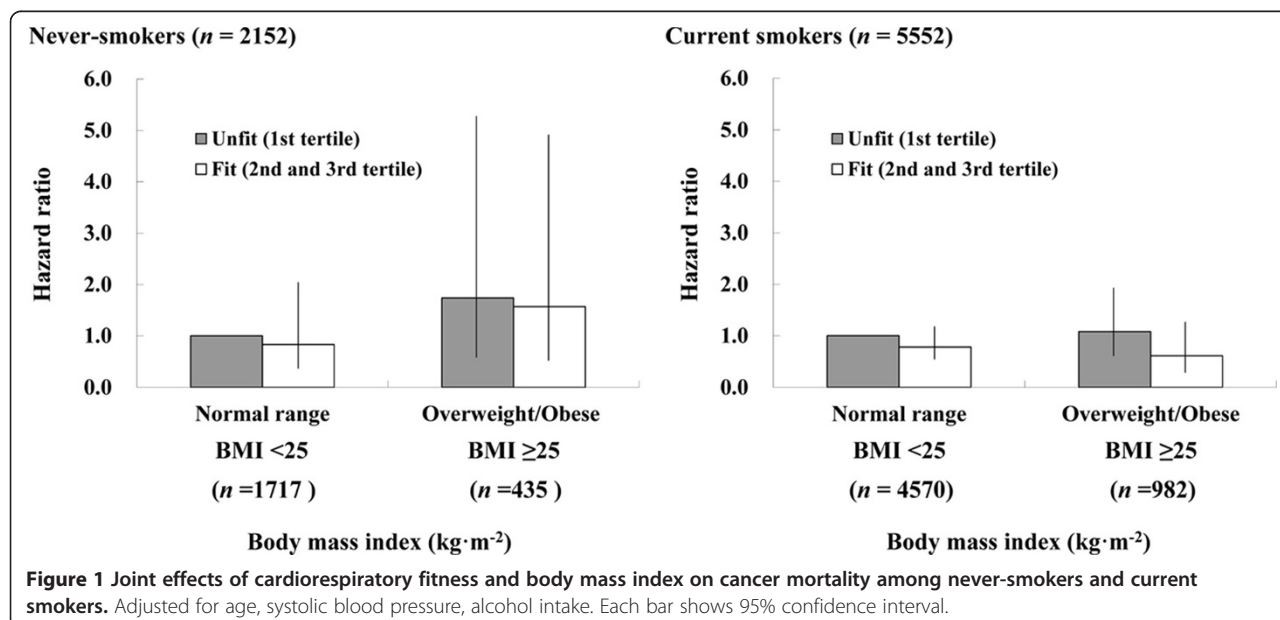 Never-smokers (n = 2152)
6.0
5.0
4.0
3.0
2.0
1.0
0.0
Hazard ratio
Unfit (1st tertile)
Fit (2nd and 3rd tertile)
Normal range
BMI <25
(n =1717 )
Overweight/Obese
BMI ≥25
(n =435 )
Body mass index (kg·m-2)
Current smokers (n = 5552)
6.0
5.0
4.0
3.0
2.0
1.0
0.0
Hazard ratio
Unfit (1st tertile)
Fit (2nd and 3rd tertile)
Normal range
BMI <25
(n = 4570)
Overweight/Obese
BMI ≥25
(n =982)
Body mass index (kg·m-2)
Figure 1 Joint effects of cardiorespiratory fitness and body mass index on cancer mortality among never-smokers and current
smokers. Adjusted for age, systolic blood pressure, alcohol intake. Each bar shows 95% confidence interval.